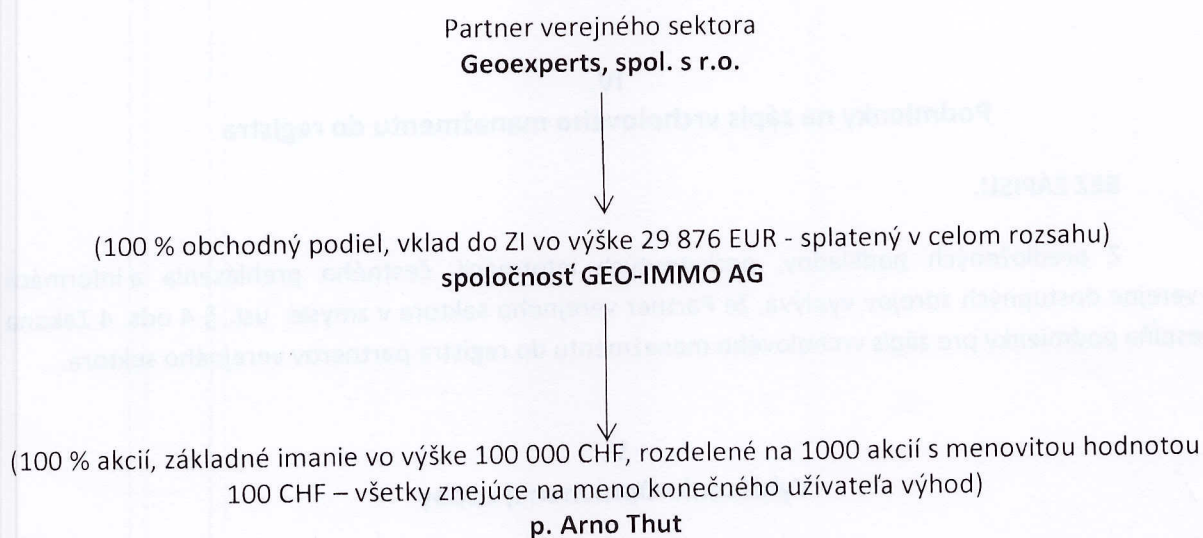 Partner verejného sektora
Geoexperts, spol. s r.o.
(100 % obchodný podiel, vklad do ZI vo výške 29 876 EUR - splatený v celom rozsahu)
spoločnosť GEO-IMMO AG
(100 % akcií, základné imanie vo výške 100 000 CHF, rozdelené na 1000 akcií s menovitou hodnotou
100 CHF – všetky znejúce na meno konečného užívateľa výhod)
p. Arno Thut